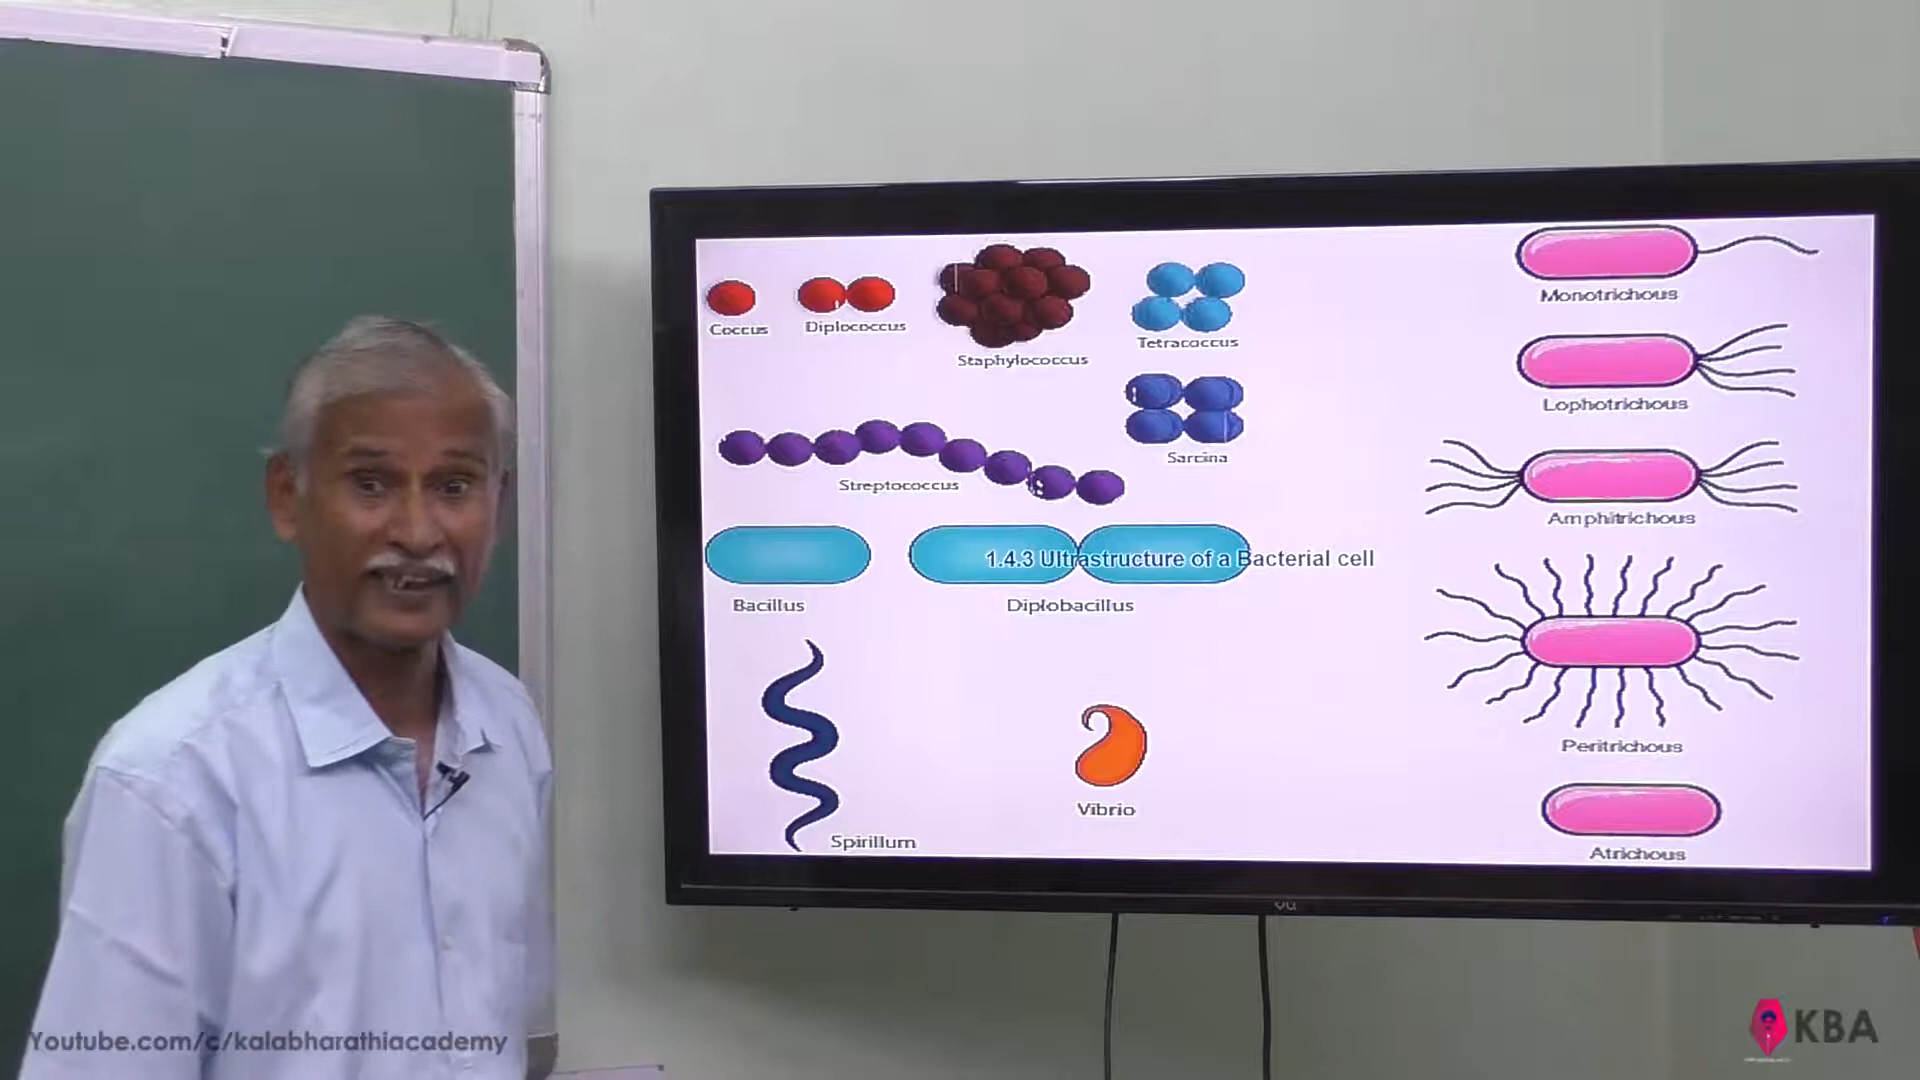 Coccus
Diplococcus
Staphylococcus
Tetracoccus
Streptococcus
Sarcina
1.4.3 Ultrastructure of a Bacterial cell
Bacillus
Diplobacillus
Spirillum
Vibrio
Monotrichous
Lophotrichous
Amphitrichous
Peritrichous
Atrichous
Youtube.com/c/kalabharathiacademy
KBA